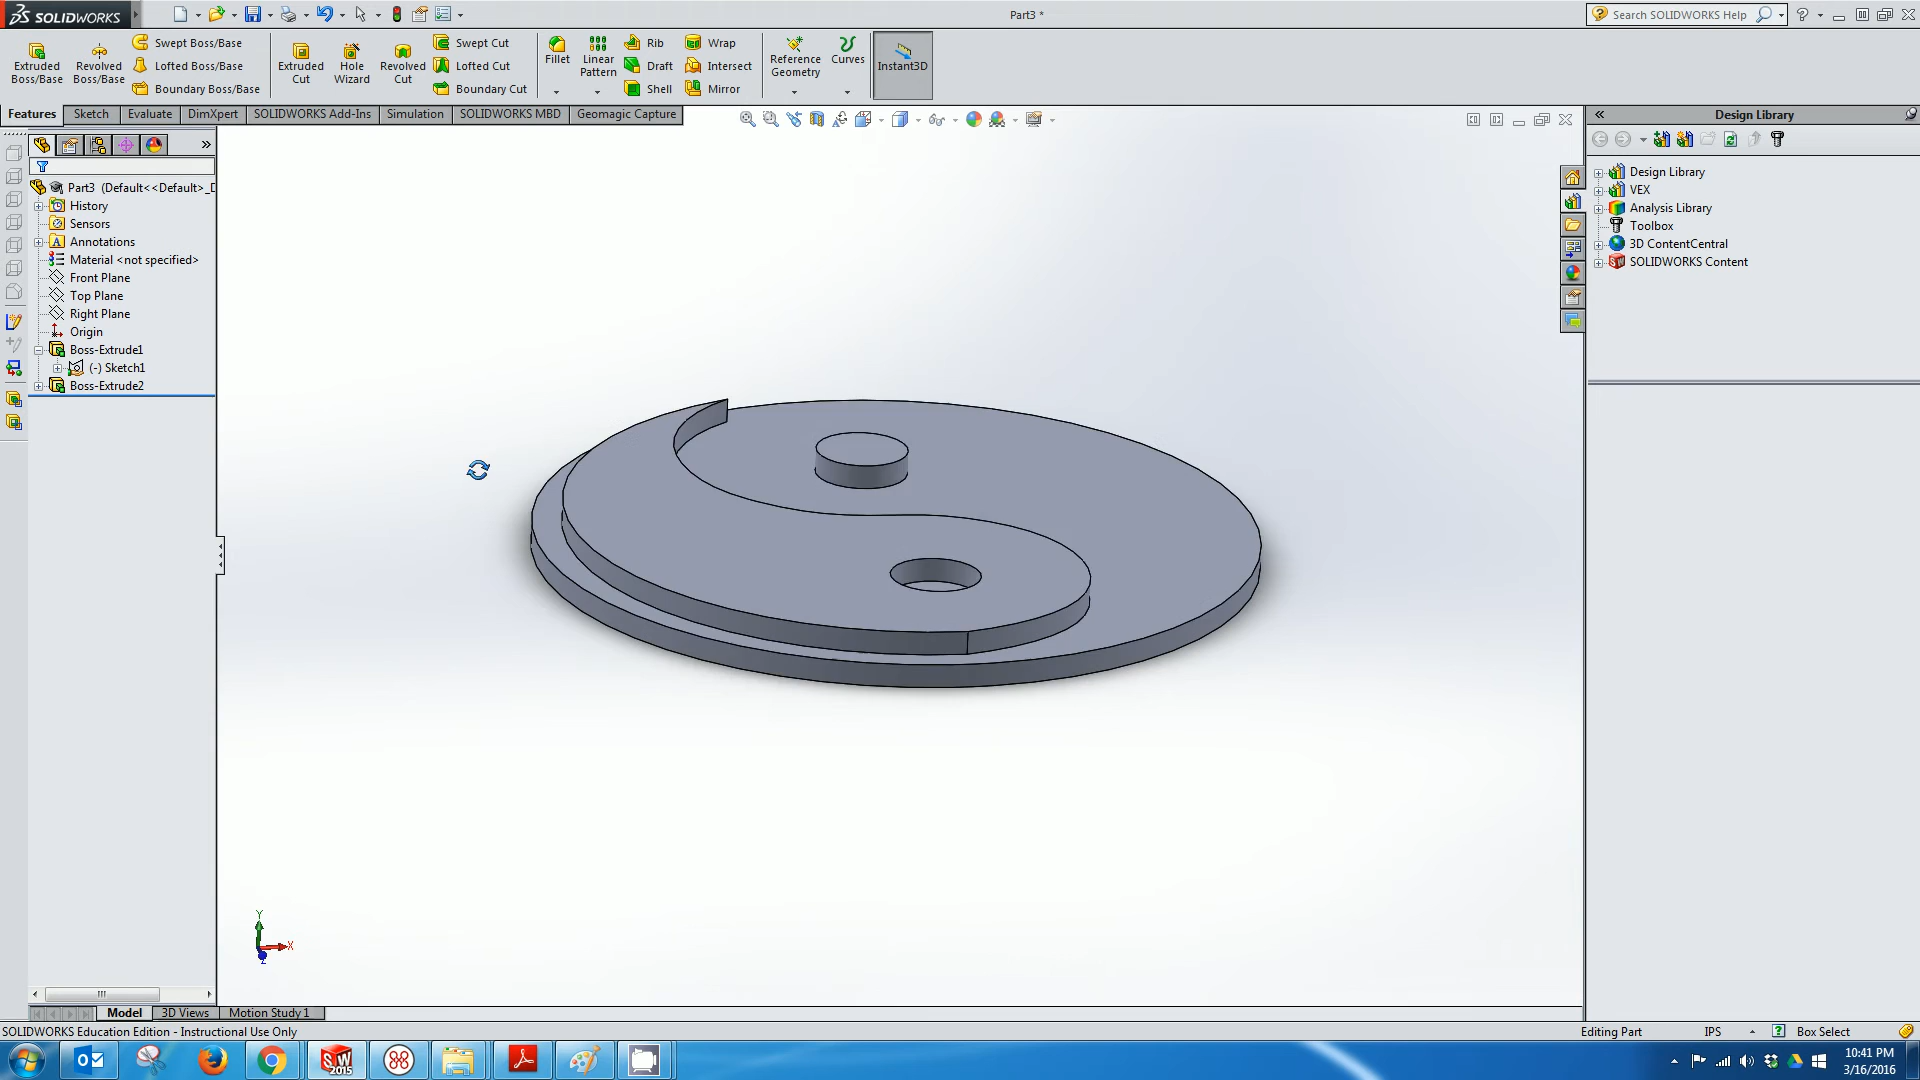 SOLIDWORKS
Part3 *
Search SOLIDWORKS Help
Extruded Boss/Base
Revolved Boss/Base
Swept Boss/Base
Lofted Boss/Base
Boundary Boss/Base
Extruded Cut
Hole Wizard
Revolved Cut
Swept Cut
Lofted Cut
Boundary Cut
Fillet
Linear Pattern
Rib
Draft
Shell
Wrap
Intersect
Mirror
Reference Geometry
Curves
Instant3D
Features
Sketch
Evaluate
DimXpert
SOLIDWORKS Add-Ins
Simulation
SOLIDWORKS MBD
Geomagic Capture
Design Library
Part3 (Default<<Default>_D
History
Sensors
Annotations
Material <not specified>
Front Plane
Top Plane
Right Plane
Origin
Boss-Extrude1
(-) Sketch1
Boss-Extrude2
Design Library
VEX
Analysis Library
Toolbox
3D ContentCentral
SOLIDWORKS Content
Y
X
Z
Model
3D Views
Motion Study 1
SOLIDWORKS Education Edition - Instructional Use Only
Editing Part
IPS
Box Select
SW 2015
10:41 PM
3/16/2016